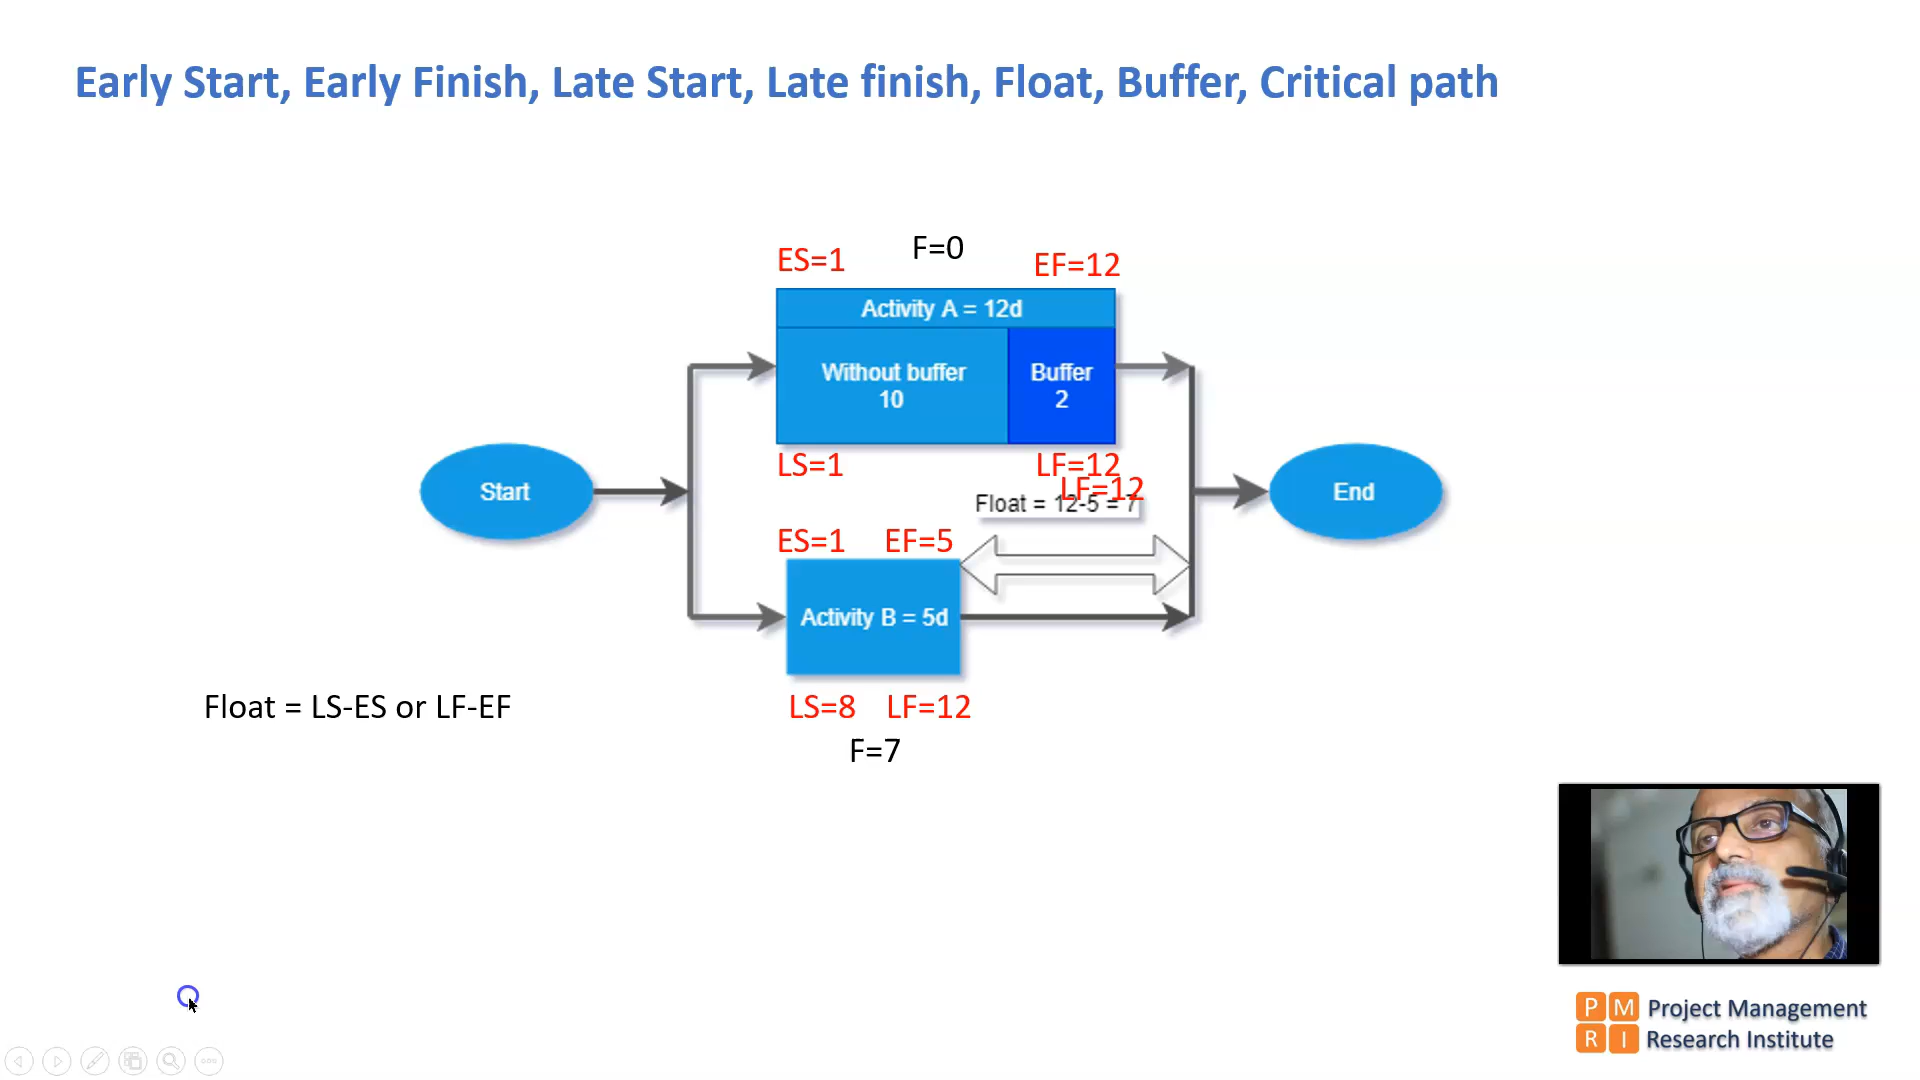 Early Start, Early Finish, Late Start, Late finish, Float, Buffer, Critical path
F=0
ES=1
EF=12
Activity A = 12d
Without buffer
10
Buffer
2
LS=1
LF=12
LF=12
Float = 12-5 = 7
Start
End
ES=1
EF=5
Activity B = 5d
Float = LS-ES or LF-EF
LS=8
LF=12
F=7
P M
R I
Project Management
Research Institute